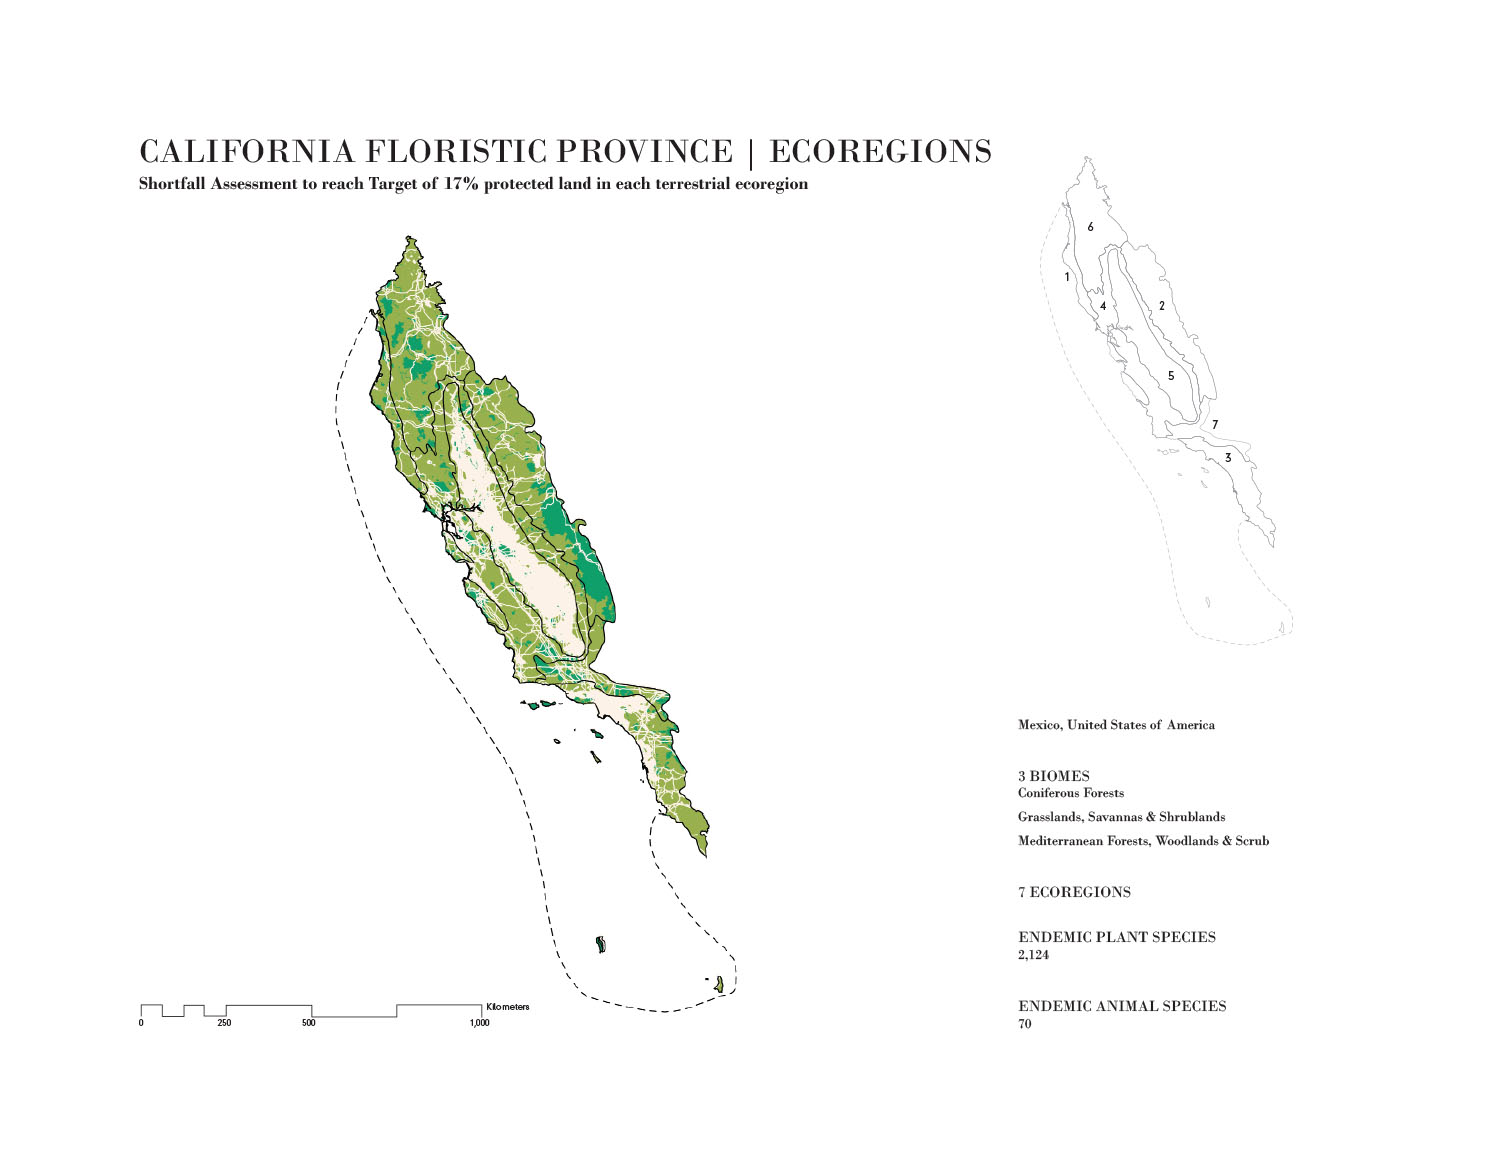 CALIFORNIA FLORISTIC PROVINCE | ECOREGIONS
Shortfall Assessment to reach Target of 17% protected land in each terrestrial ecoregion
6
1
4
2
5
7
3
Mexico, United States of America
3 BIOMES
Coniferous Forests
Grasslands, Savannas & Shrublands
Mediterranean Forests, Woodlands & Scrub
7 ECOREGIONS
ENDEMIC PLANT SPECIES
2,124
ENDEMIC ANIMAL SPECIES
70
Kilometers
0 250 500 1,000